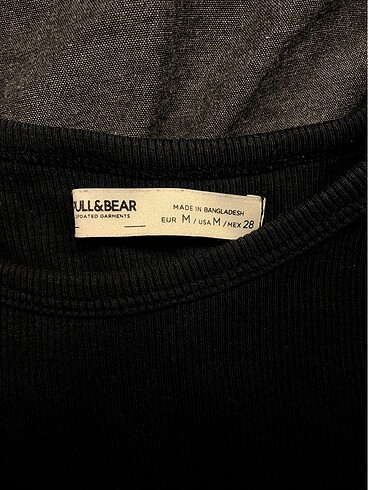 PULL&BEAR
UPDATED GARMENTS
MADE IN BANGLADESH
EUR M / USA M / MEX 28